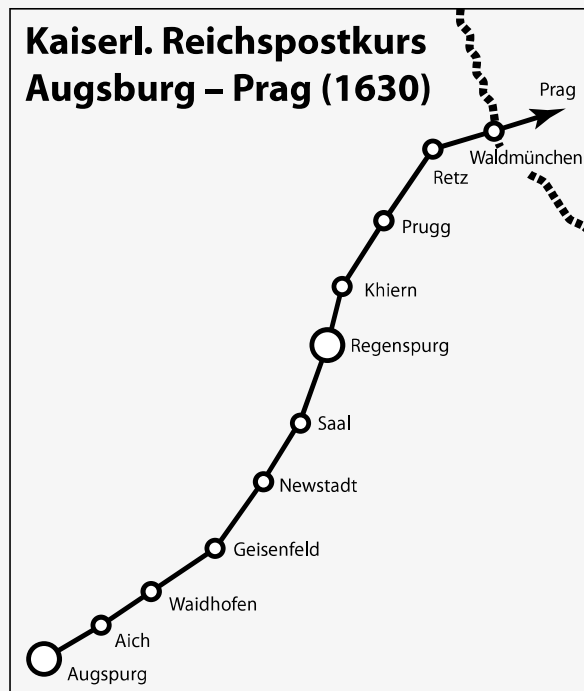 Kaiserl. Reichspostkurs
Augsburg – Prag (1630)
Prag
Waldmünchen
Retz
Prugg
Khiern
Regenspurg
Saal
Newstadt
Geisenfeld
Waidhofen
Aich
Augspurg